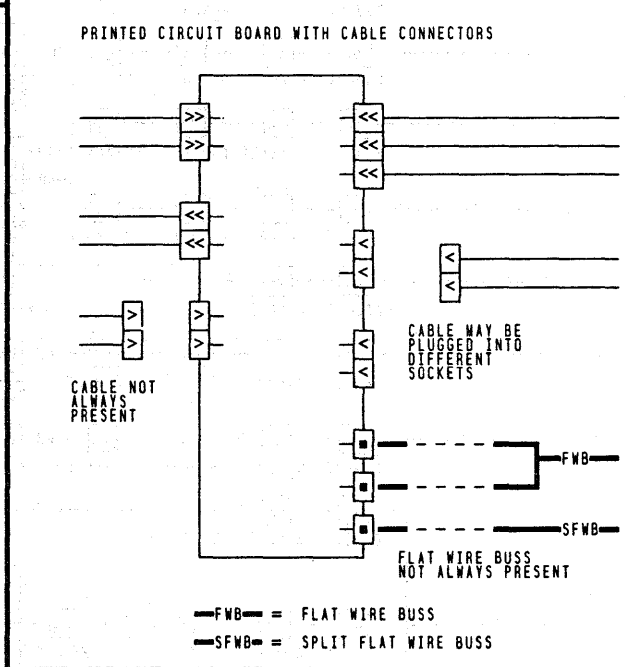 PRINTED CIRCUIT BOARD WITH CABLE CONNECTORS
>> <<
>> <<
<<
<<
<< <
< <
<
> > <
> <
<
CABLE MAY BE
PLUGGED INTO
DIFFERENT
SOCKETS
CABLE NOT
ALWAYS
PRESENT
FWB
SFWB
FLAT WIRE BUSS
NOT ALWAYS PRESENT
FWB = FLAT WIRE BUSS
SFWB = SPLIT FLAT WIRE BUSS